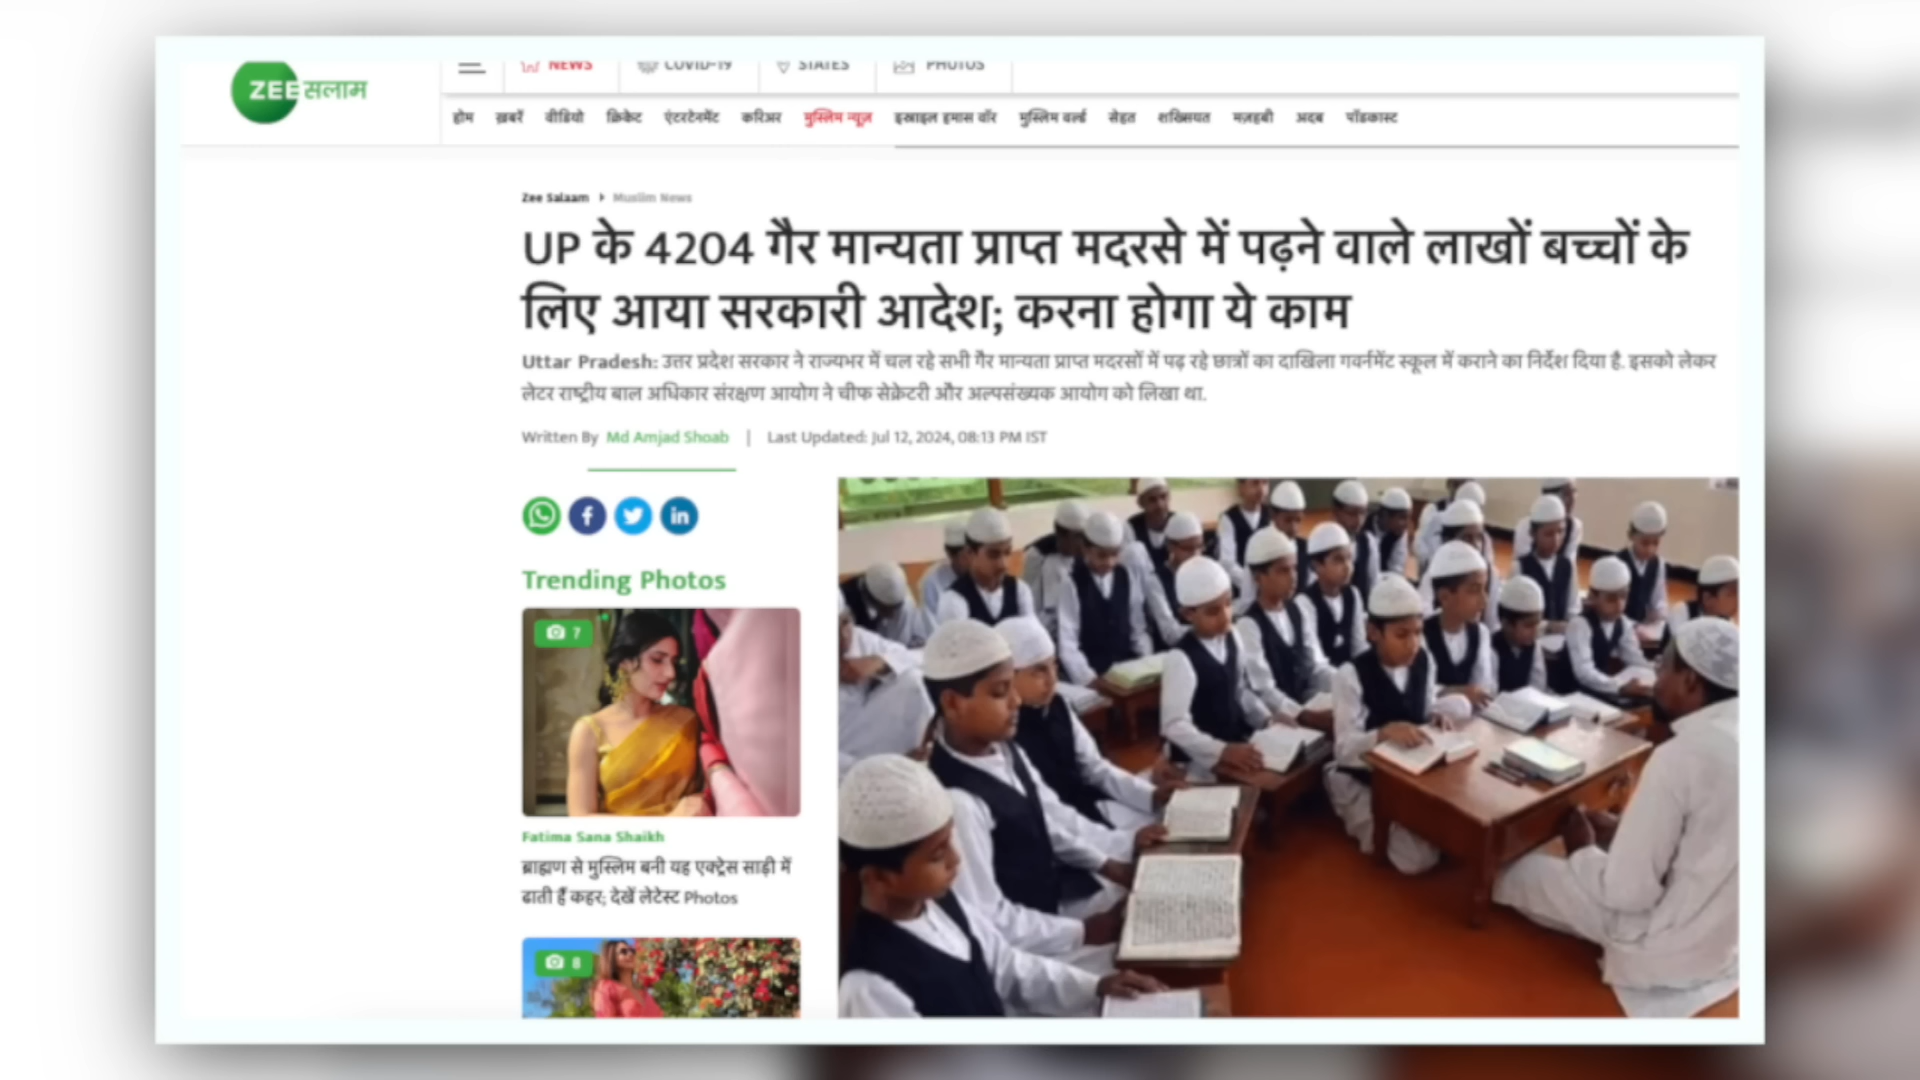 ZEE सलाम
NEWS COVID-19 STATES PHOTOS
होम ख़बरें वीडियो क्रिकेट एंटरटेनमेंट करिअर मुस्लिम न्यूज़ इस्राइल हमास वॉर मुस्लिम वर्ल्ड सेहत शख्सियत मज़हबी अदब पॉडकास्ट
Zee Salaam Muslim News
UP के 4204 गैर मान्यता प्राप्त मदरसे में पढ़ने वाले लाखों बच्चों के
लिए आया सरकारी आदेश; करना होगा ये काम
Uttar Pradesh: उत्तर प्रदेश सरकार ने राज्यभर में चल रहे सभी गैर मान्यता प्राप्त मदरसों में पढ़ रहे छात्रों का दाखिला गवर्नमेंट स्कूल में कराने का निर्देश दिया है. इसको लेकर
लेटर राष्ट्रीय बाल अधिकार संरक्षण आयोग ने चीफ सेक्रेटरी और अल्पसंख्यक आयोग को लिखा था.
Written By Md Amjad Shoab | Last Updated: Jul 12, 2024, 08:13 PM IST
Trending Photos
7
Fatima Sana Shaikh
ब्राह्मण से मुस्लिम बनी यह एक्ट्रेस साड़ी में
ढाती हैं कहर; देखें लेटेस्ट Photos
8